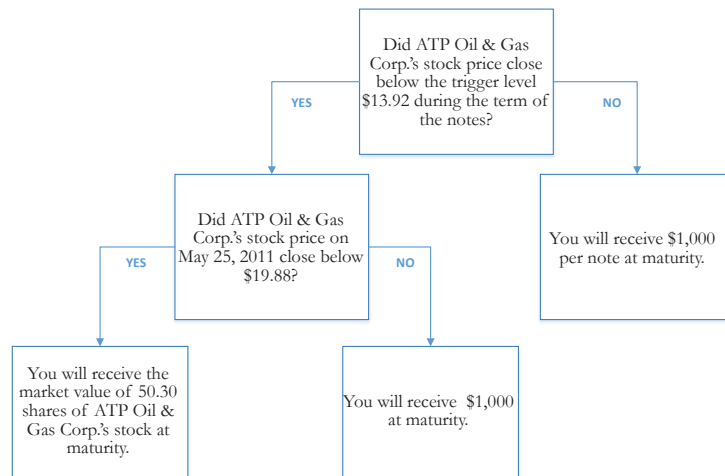 Did ATP Oil & Gas
Corp.'s stock price close
below the trigger level
$13.92 during the term of
the notes?
YES
NO
Did ATP Oil & Gas
Corp.'s stock price on
May 25, 2011 close below
$19.88?
You will receive $1,000
per note at maturity.
YES
NO
You will receive the
market value of 50.30
shares of ATP Oil &
Gas Corp.'s stock at
maturity.
You will receive $1,000
at maturity.